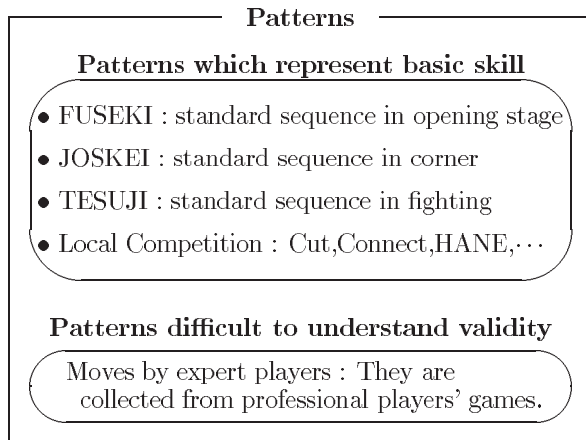 Patterns
Patterns which represent basic skill
• FUSEKI : standard sequence in opening stage
• JOSKEI : standard sequence in corner
• TESUJI : standard sequence in fighting
• Local Competition : Cut,Connect,HANE,···
Patterns difficult to understand validity
Moves by expert players : They are
collected from professional players' games.